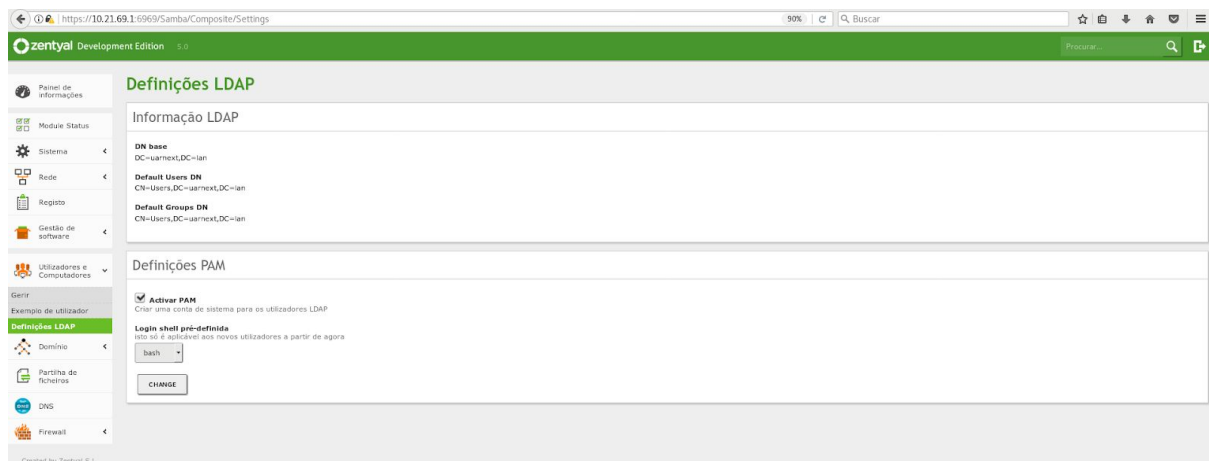 https://10.21.69.1:6969/Samba/Composite/Settings
90%
Buscar
zentyal Development Edition 5.0
Procurar...
Painel de
informações
Module Status
Sistema
Rede
Registo
Gestão de
software
Utilizadores e
Computadores
Gerir
Exemplo de utilizador
Definições LDAP
Domínio
Partilha de
ficheiros
DNS
Firewall
Created by Zentyal S.L.
Definições LDAP
Informação LDAP
DN base
DC=uarnext,DC=lan
Default Users DN
CN=Users,DC=uarnext,DC=lan
Default Groups DN
CN=Users,DC=uarnext,DC=lan
Definições PAM
Activar PAM
Criar uma conta de sistema para os utilizadores LDAP
Login shell pré-definida
isto só é aplicável aos novos utilizadores a partir de agora
bash
CHANGE